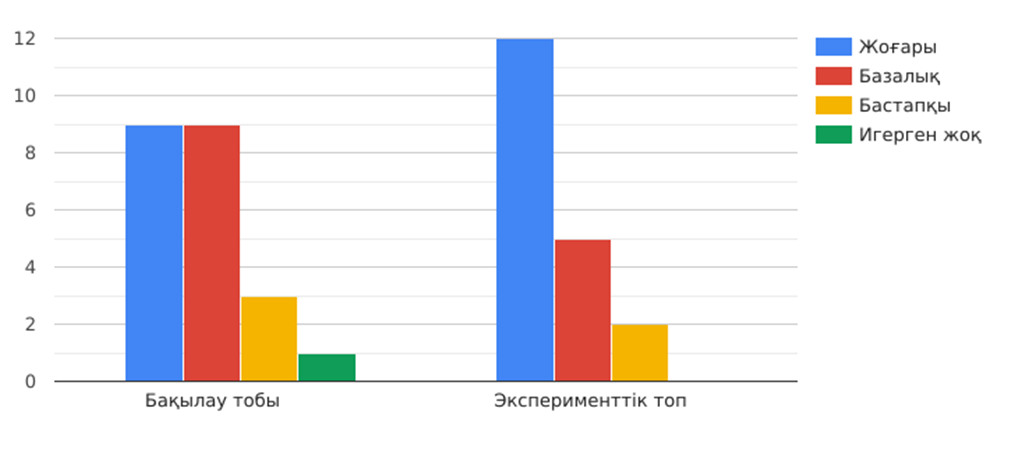 12
10
8
6
4
2
0
Бақылау тобы
Эксперименттік топ
Жоғары
Базалық
Бастапқы
Игерген жоқ